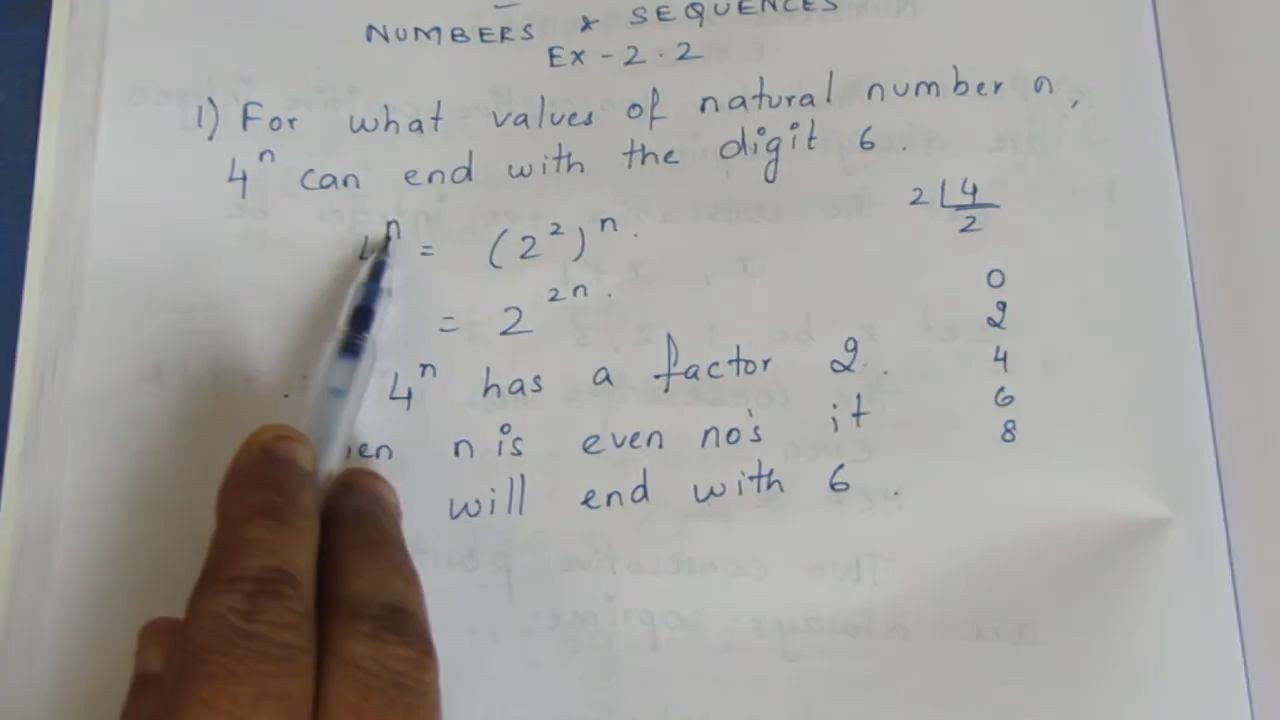 NUMBERS & SEQUENCES
Ex - 2.2
1) For what values of natural number n,
4ⁿ can end with the digit 6.
4ⁿ = (2²)ⁿ.
2 4
2
= 2²ⁿ.
4ⁿ has a factor 2.
n is even no's it
will end with 6.
0
2
4
6
8